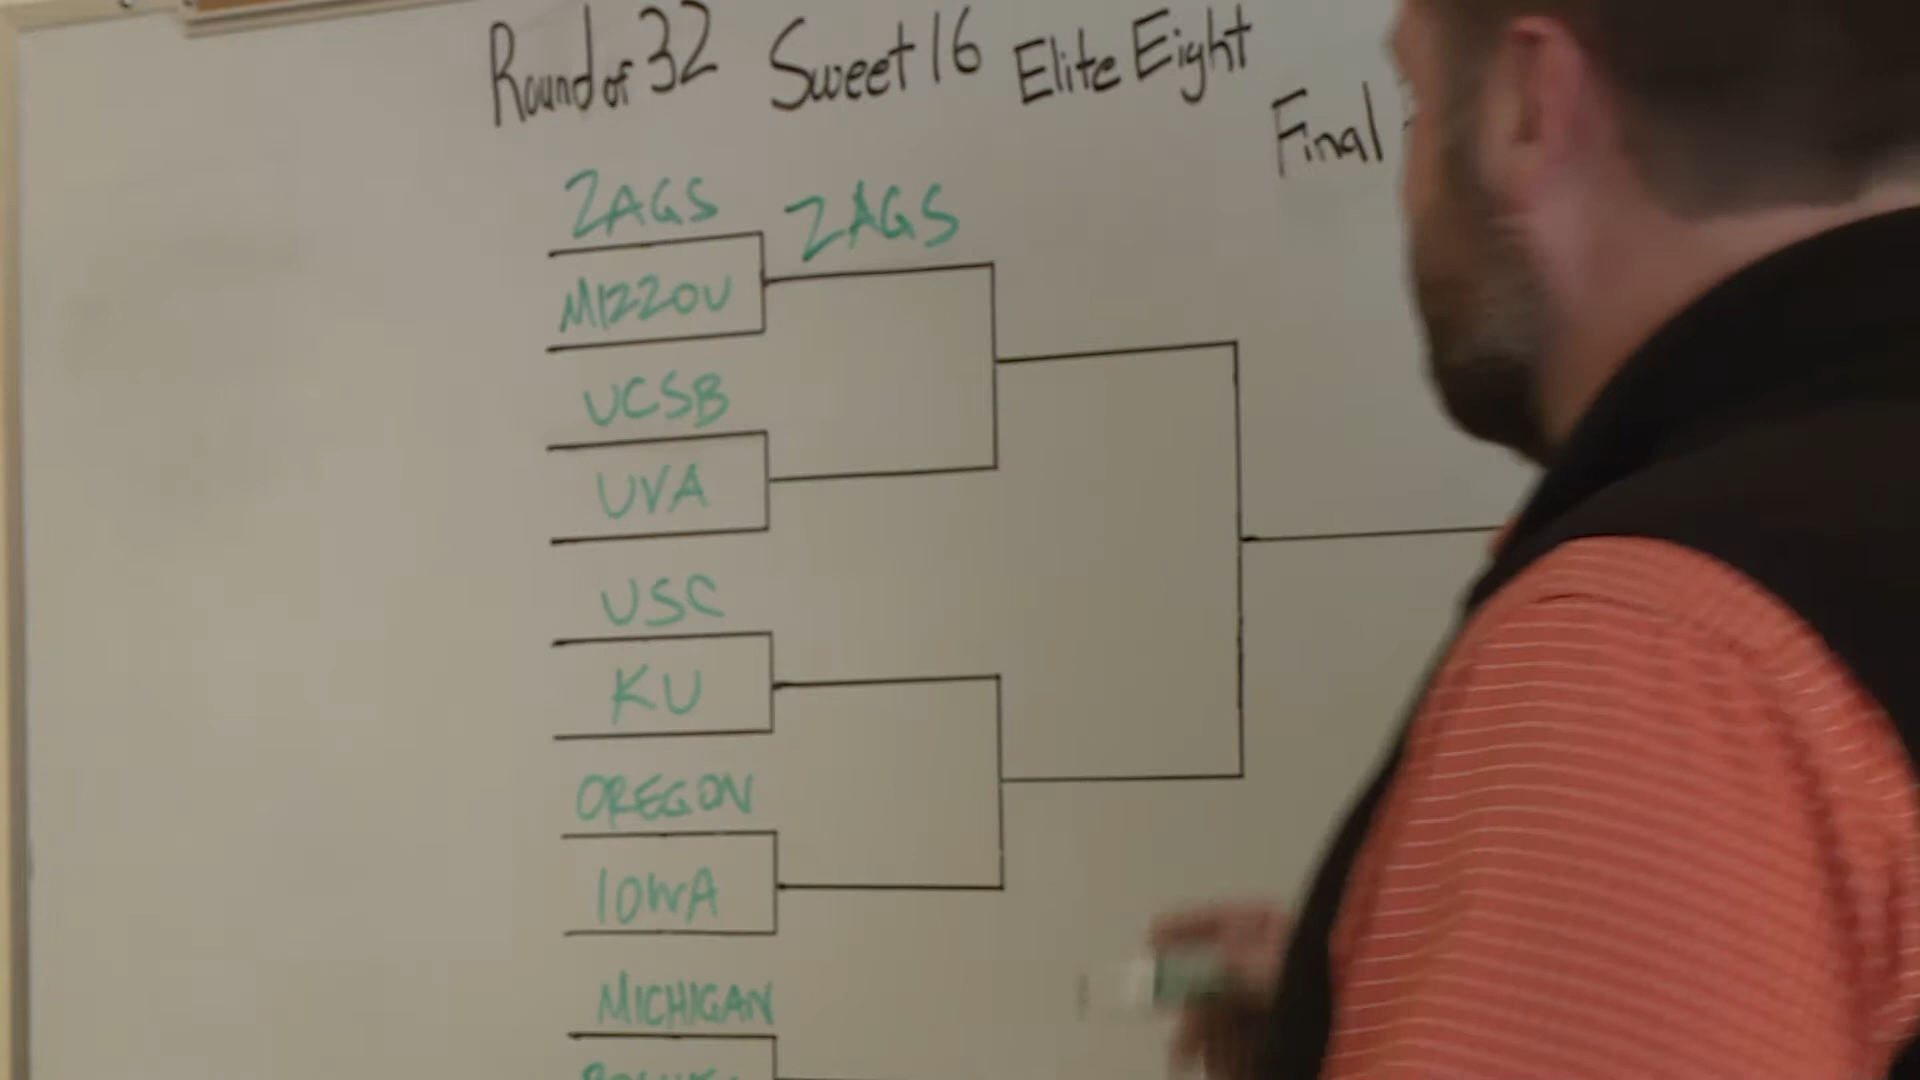 Round of 32 Sweet 16 Elite Eight
Final
ZAGS ZAGS
MIZZOU
UCSB
UVA
USC
KU
OREGON
IOWA
MICHIGAN